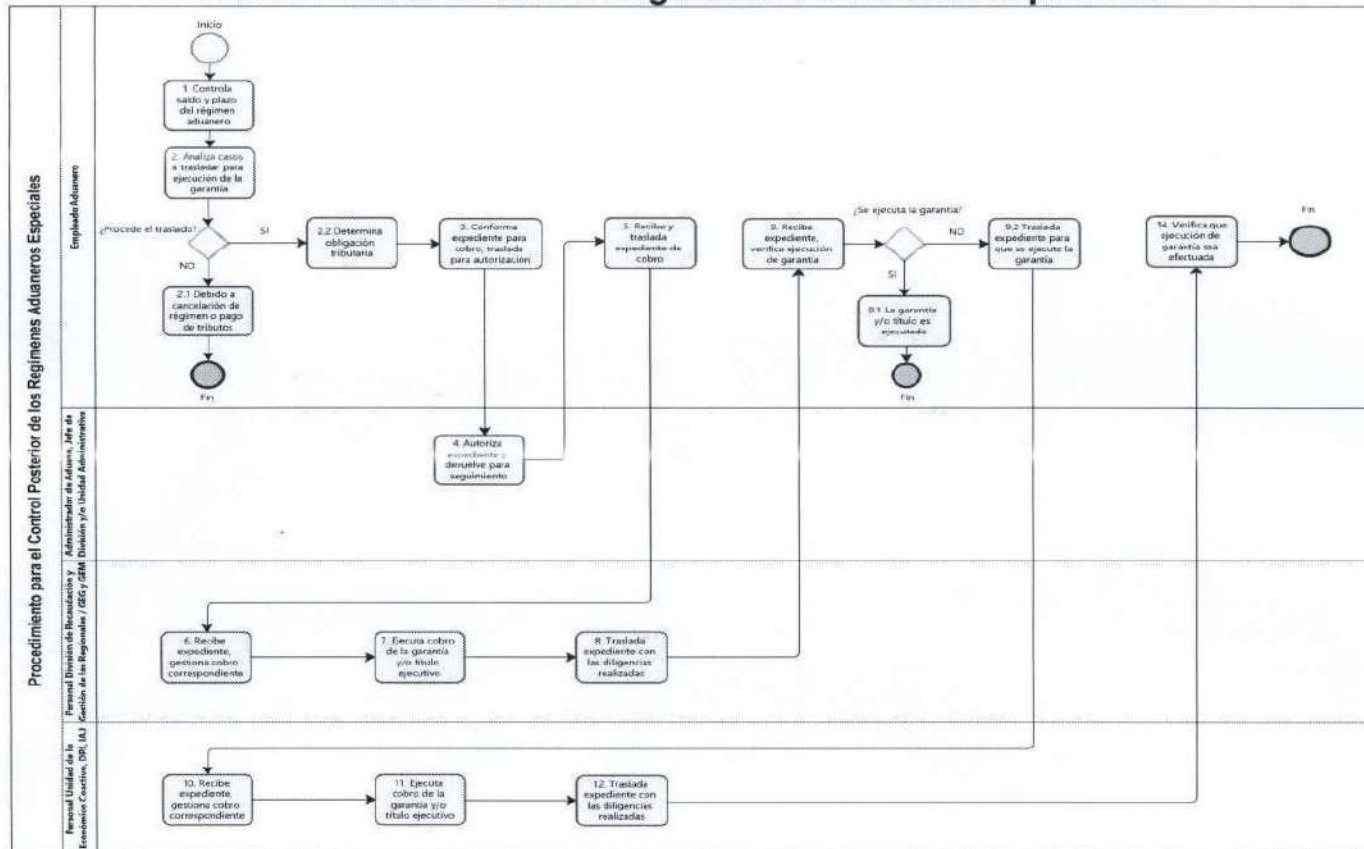 Procedimiento para el Control Posterior de los Regimenes Aduaneros Especiales
Empleado Aduanero
Inicio
1. Controla
saldo y plazo
del régimen
aduanero
2. Analiza casos
a trasladar para
ejecución de la
garantía
¿Procede el traslado?
SI
NO
2.1 Debido a
cancelación de
régimen o pago
de tributos
Fin
2.2 Determina
obligación
tributaria
3. Conforma
expediente para
cobro, traslada
para autorización
5. Recibe y
traslada
expediente de
cobro
9. Recibe
expediente,
verifica ejecución
de garantía
¿Se ejecuta la garantía?
NO
SI
9.1 La garantía
y/o título es
ejecutada
Fin
9.2 Traslada
expediente para
que se ejecute la
garantía
14. Verifica que
ejecución de
garantía sea
efectuada
Fin
Administrador de Aduana, Jefe de
División y/o Unidad Administrativa
4. Autoriza
expediente y
devuelve para
seguimiento
Personal División de Recaudación y
Gestión de las Regionales / GEG y GEM
6. Recibe
expediente,
gestiona cobro
correspondiente
7. Ejecuta cobro
de la garantía
y/o título
ejecutivo
8. Traslada
expediente con
las diligencias
realizadas
Personal Unidad de lo
Económico Coactivo, DPJ, IAJ
10. Recibe
expediente,
gestiona cobro
correspondiente
11. Ejecuta
cobro de la
garantía y/o
título ejecutivo
12. Traslada
expediente con
las diligencias
realizadas